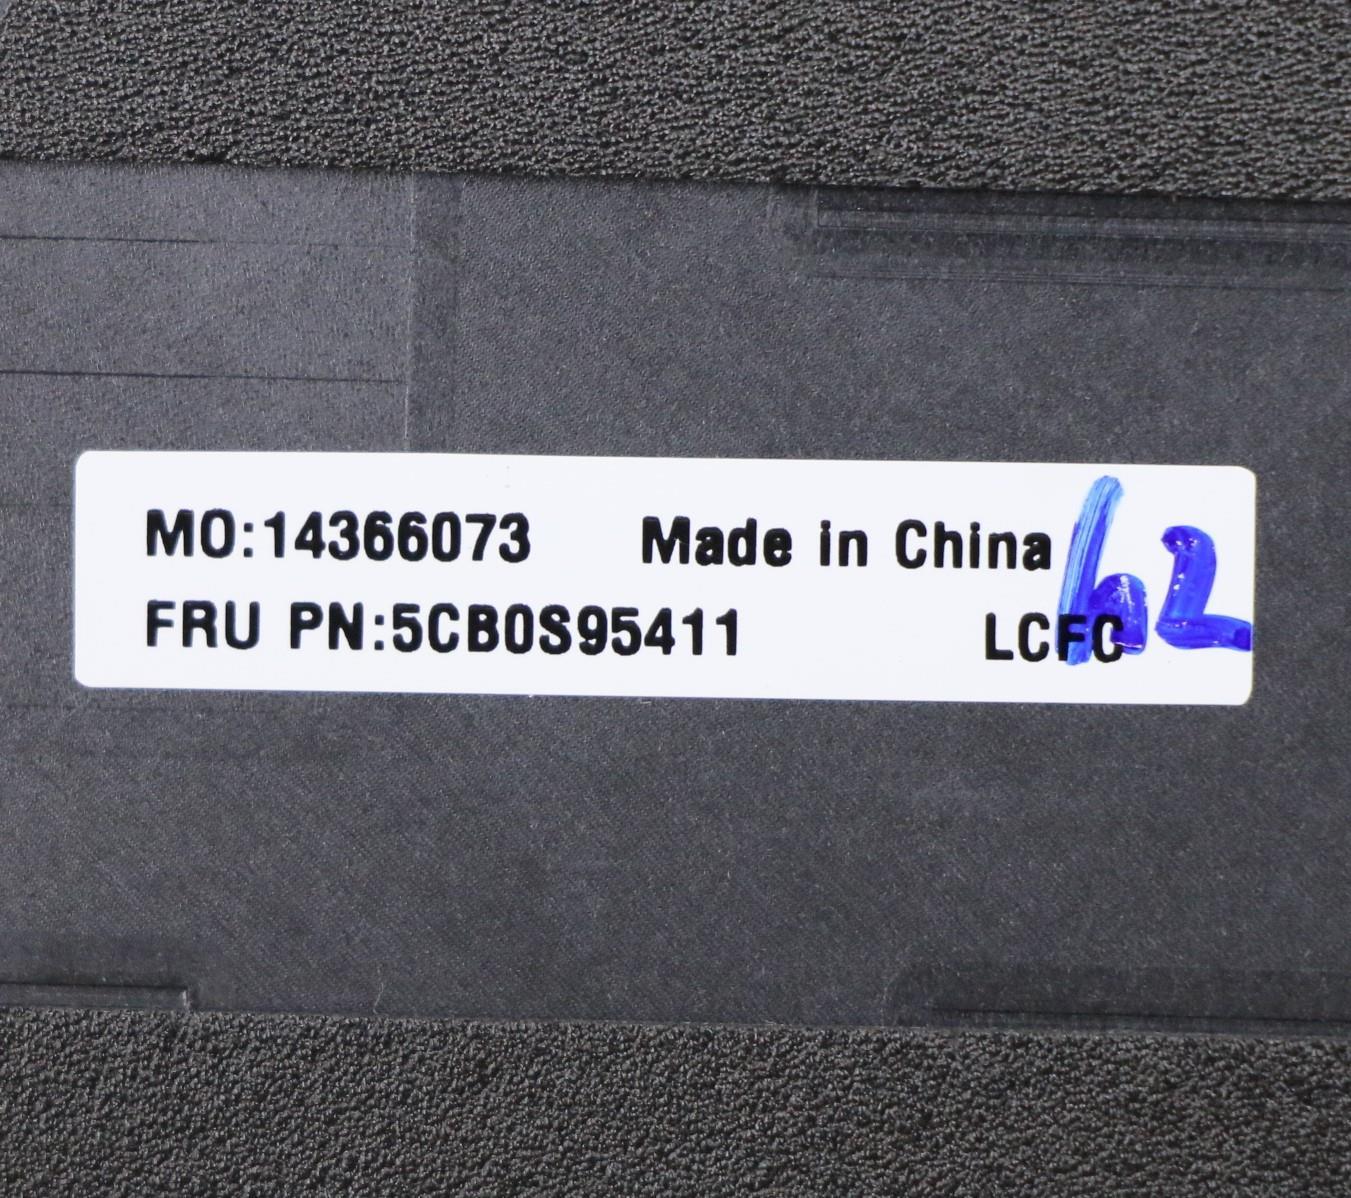 MO:14366073 Made in China
FRU PN:5CB0S95411 LCFC
62